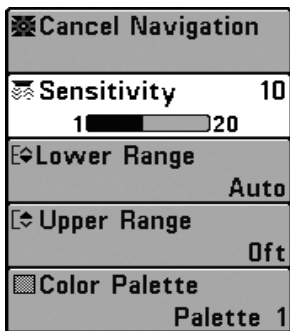 Cancel Navigation
Sensitivity 10
1 20
Lower Range
Auto
Upper Range
0ft
Color Palette
Palette 1